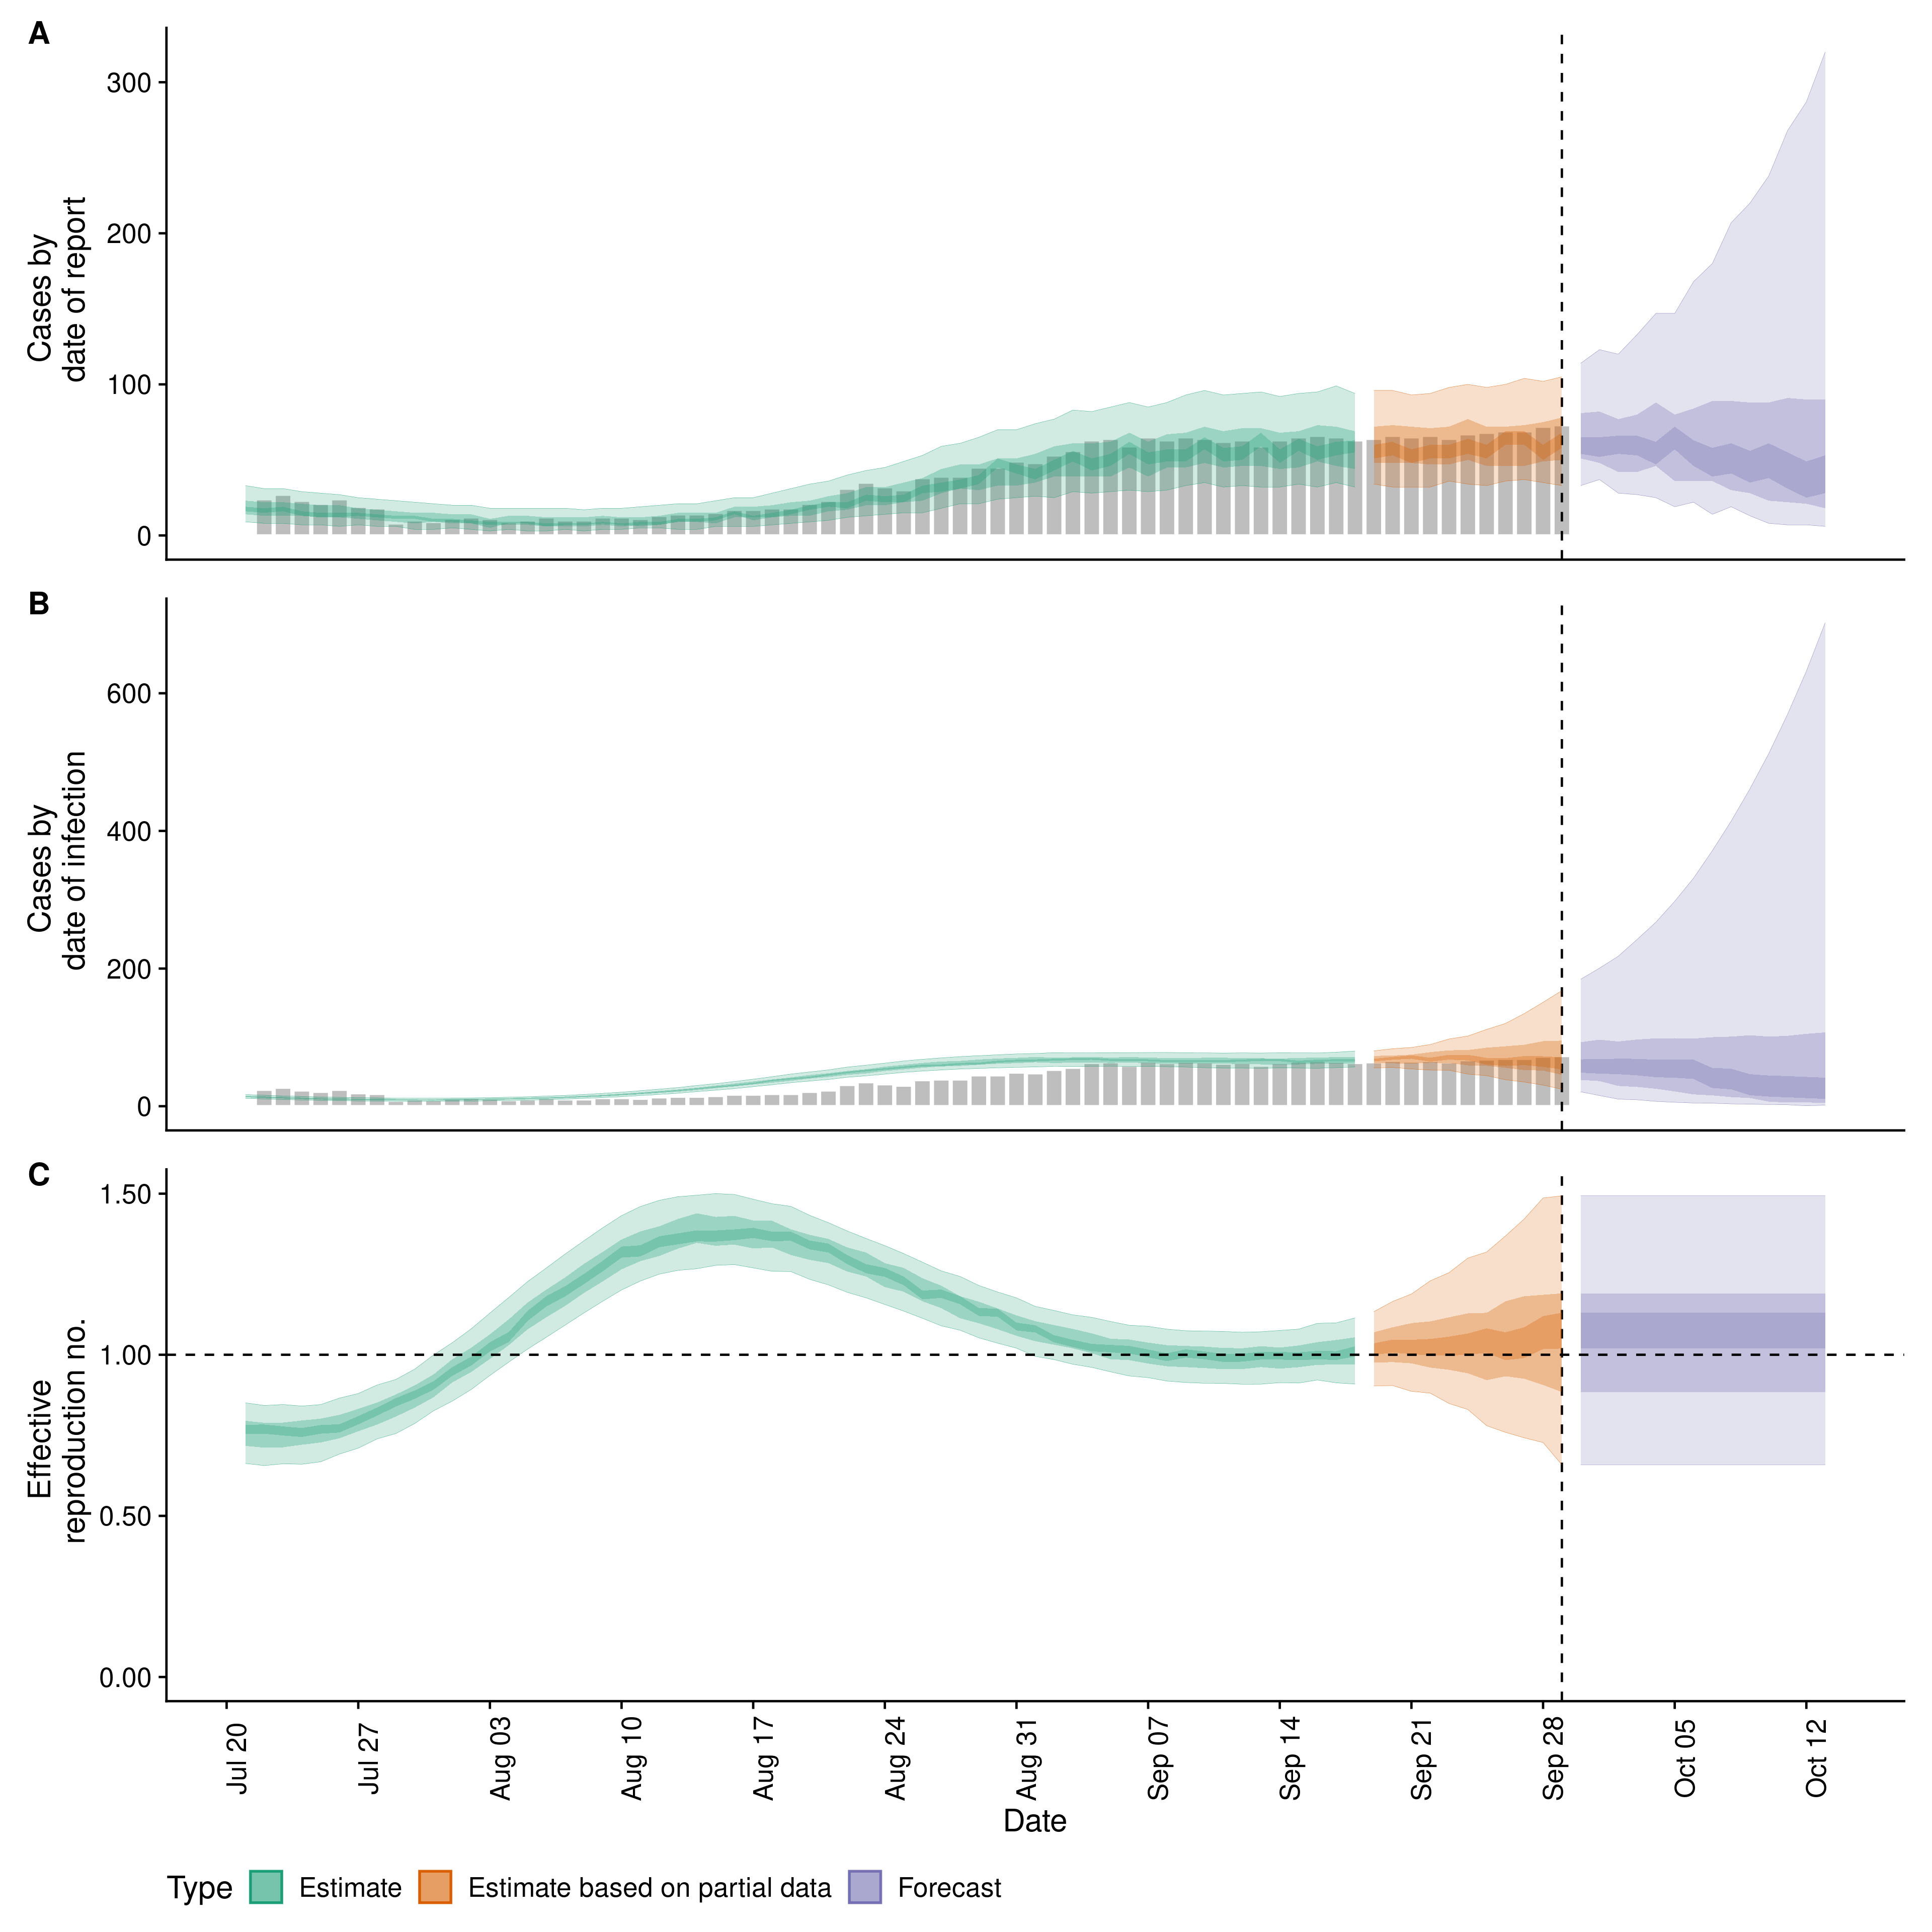 A
Cases by
date of report
300
200
100
0
B
Cases by
date of infection
600
400
200
0
C
Effective
reproduction no.
1.50
1.00
0.50
0.00
Jul 20
Jul 27
Aug 03
Aug 10
Aug 17
Aug 24
Aug 31
Sep 07
Sep 14
Sep 21
Sep 28
Oct 05
Oct 12
Date
Type
Estimate
Estimate based on partial data
Forecast